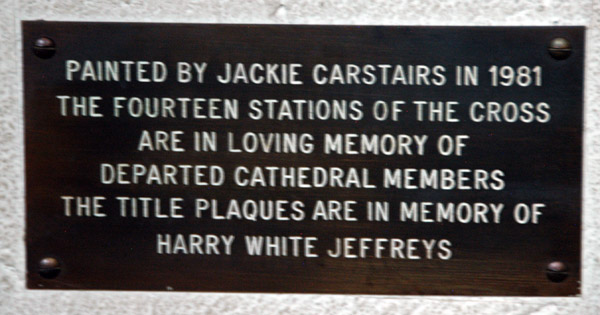 PAINTED BY JACKIE CARSTAIRS IN 1981
THE FOURTEEN STATIONS OF THE CROSS
ARE IN LOVING MEMORY OF
DEPARTED CATHEDRAL MEMBERS
THE TITLE PLAQUES ARE IN MEMORY OF
HARRY WHITE JEFFREYS